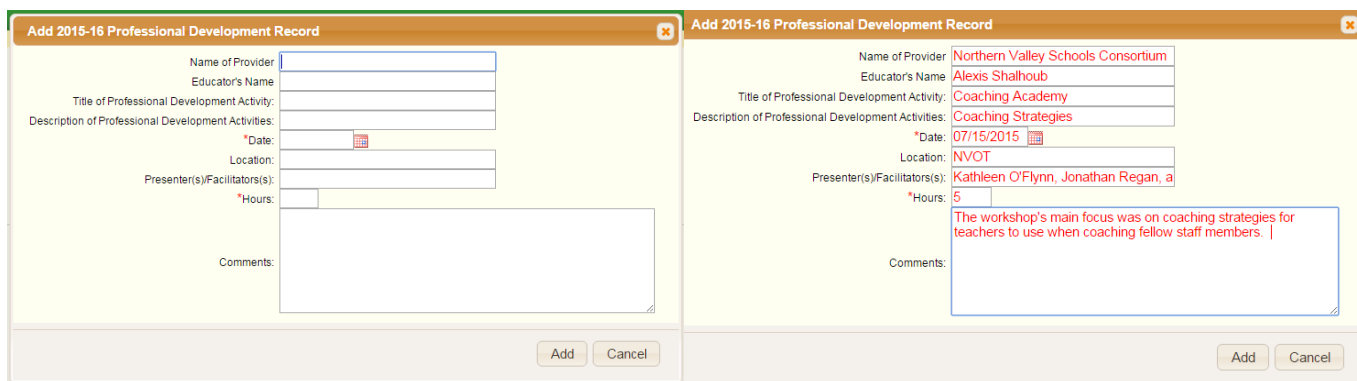 Add 2015-16 Professional Development Record
Name of Provider
Educator's Name
Title of Professional Development Activity:
Description of Professional Development Activities:
*Date:
Location:
Presenter(s)/Facilitators(s):
*Hours:
Comments:
Add Cancel
Add 2015-16 Professional Development Record
Name of Provider Northern Valley Schools Consortium
Educator's Name Alexis Shalhoub
Title of Professional Development Activity: Coaching Academy
Description of Professional Development Activities: Coaching Strategies
*Date: 07/15/2015
Location: NVOT
Presenter(s)/Facilitators(s): Kathleen O'Flynn, Jonathan Regan, a
*Hours: 5
The workshop's main focus was on coaching strategies for
teachers to use when coaching fellow staff members.
Comments:
Add Cancel